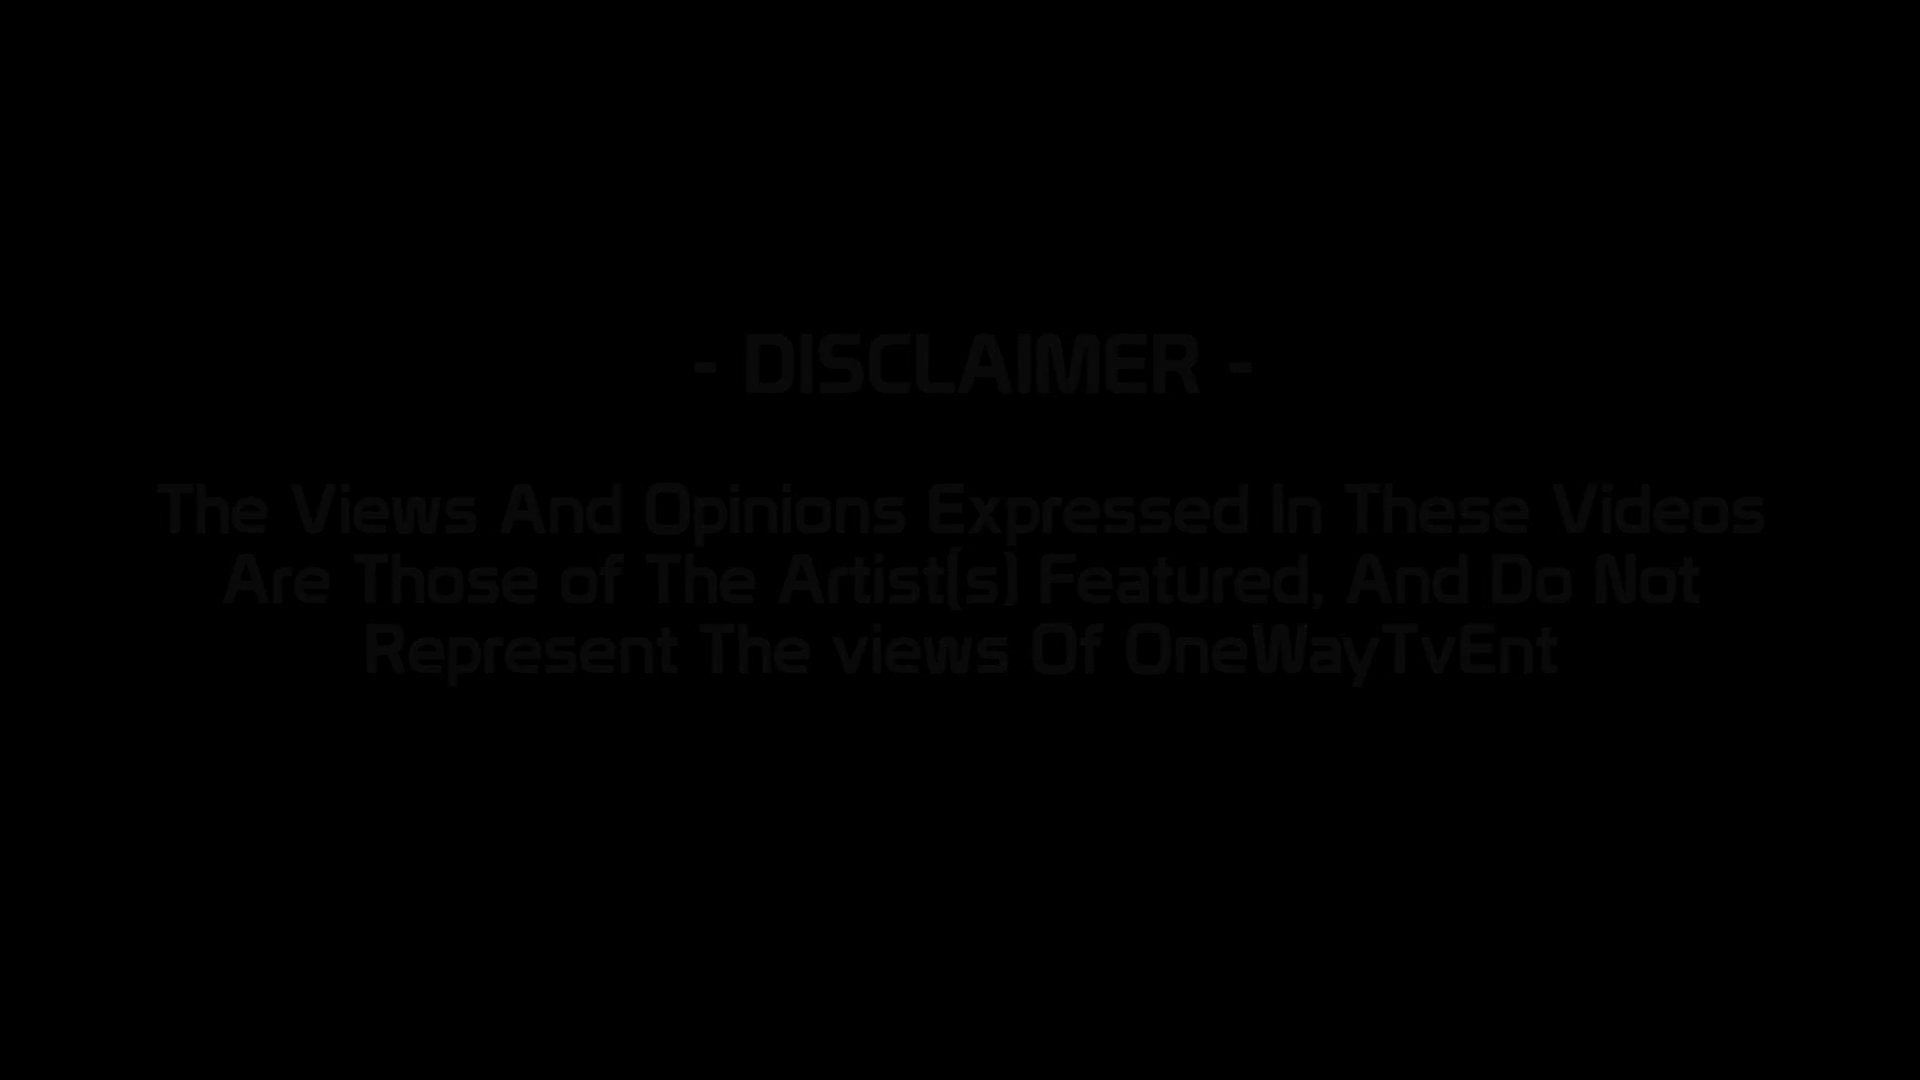 - DISCLAIMER -
The Views And Opinions Expressed In These Videos
Are Those of The Artist(s) Featured, And Do Not
Represent The views Of OneWayTvEnt